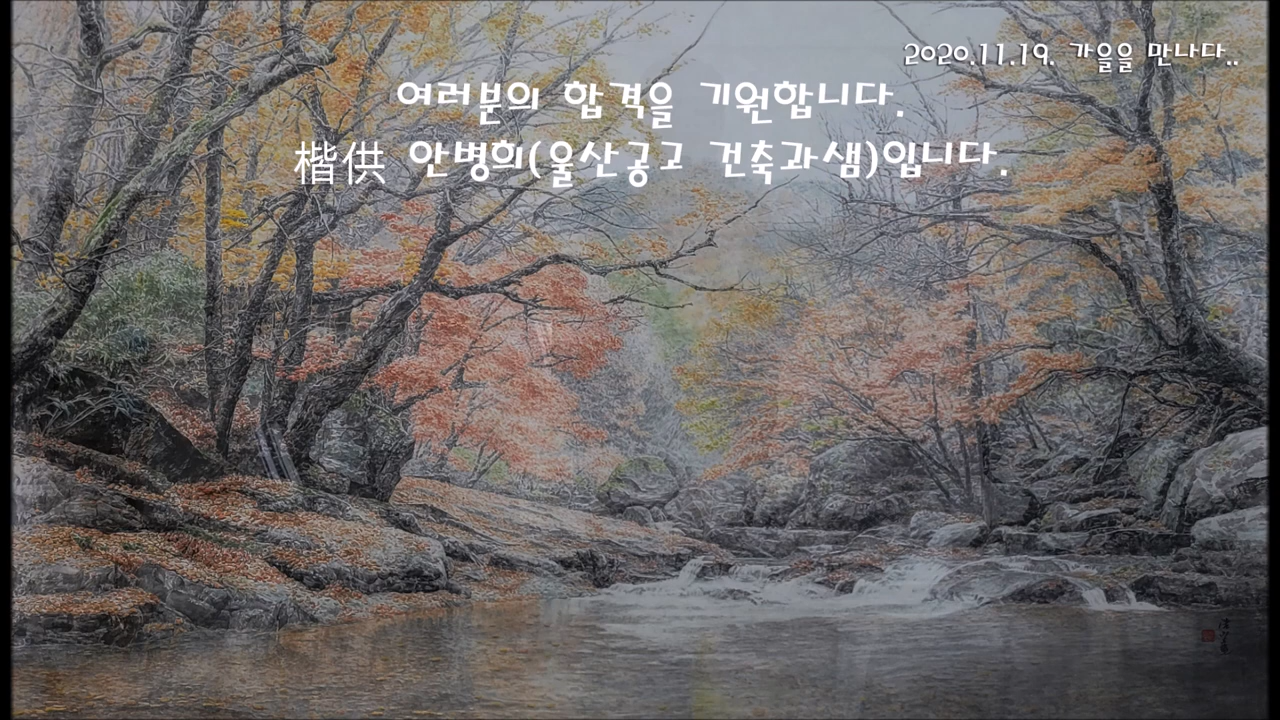 2020.11.19. 가을을 만나다..
여러분의 합격을 기원합니다.
楷供 안병희(울산공고 건축과샘)입니다.